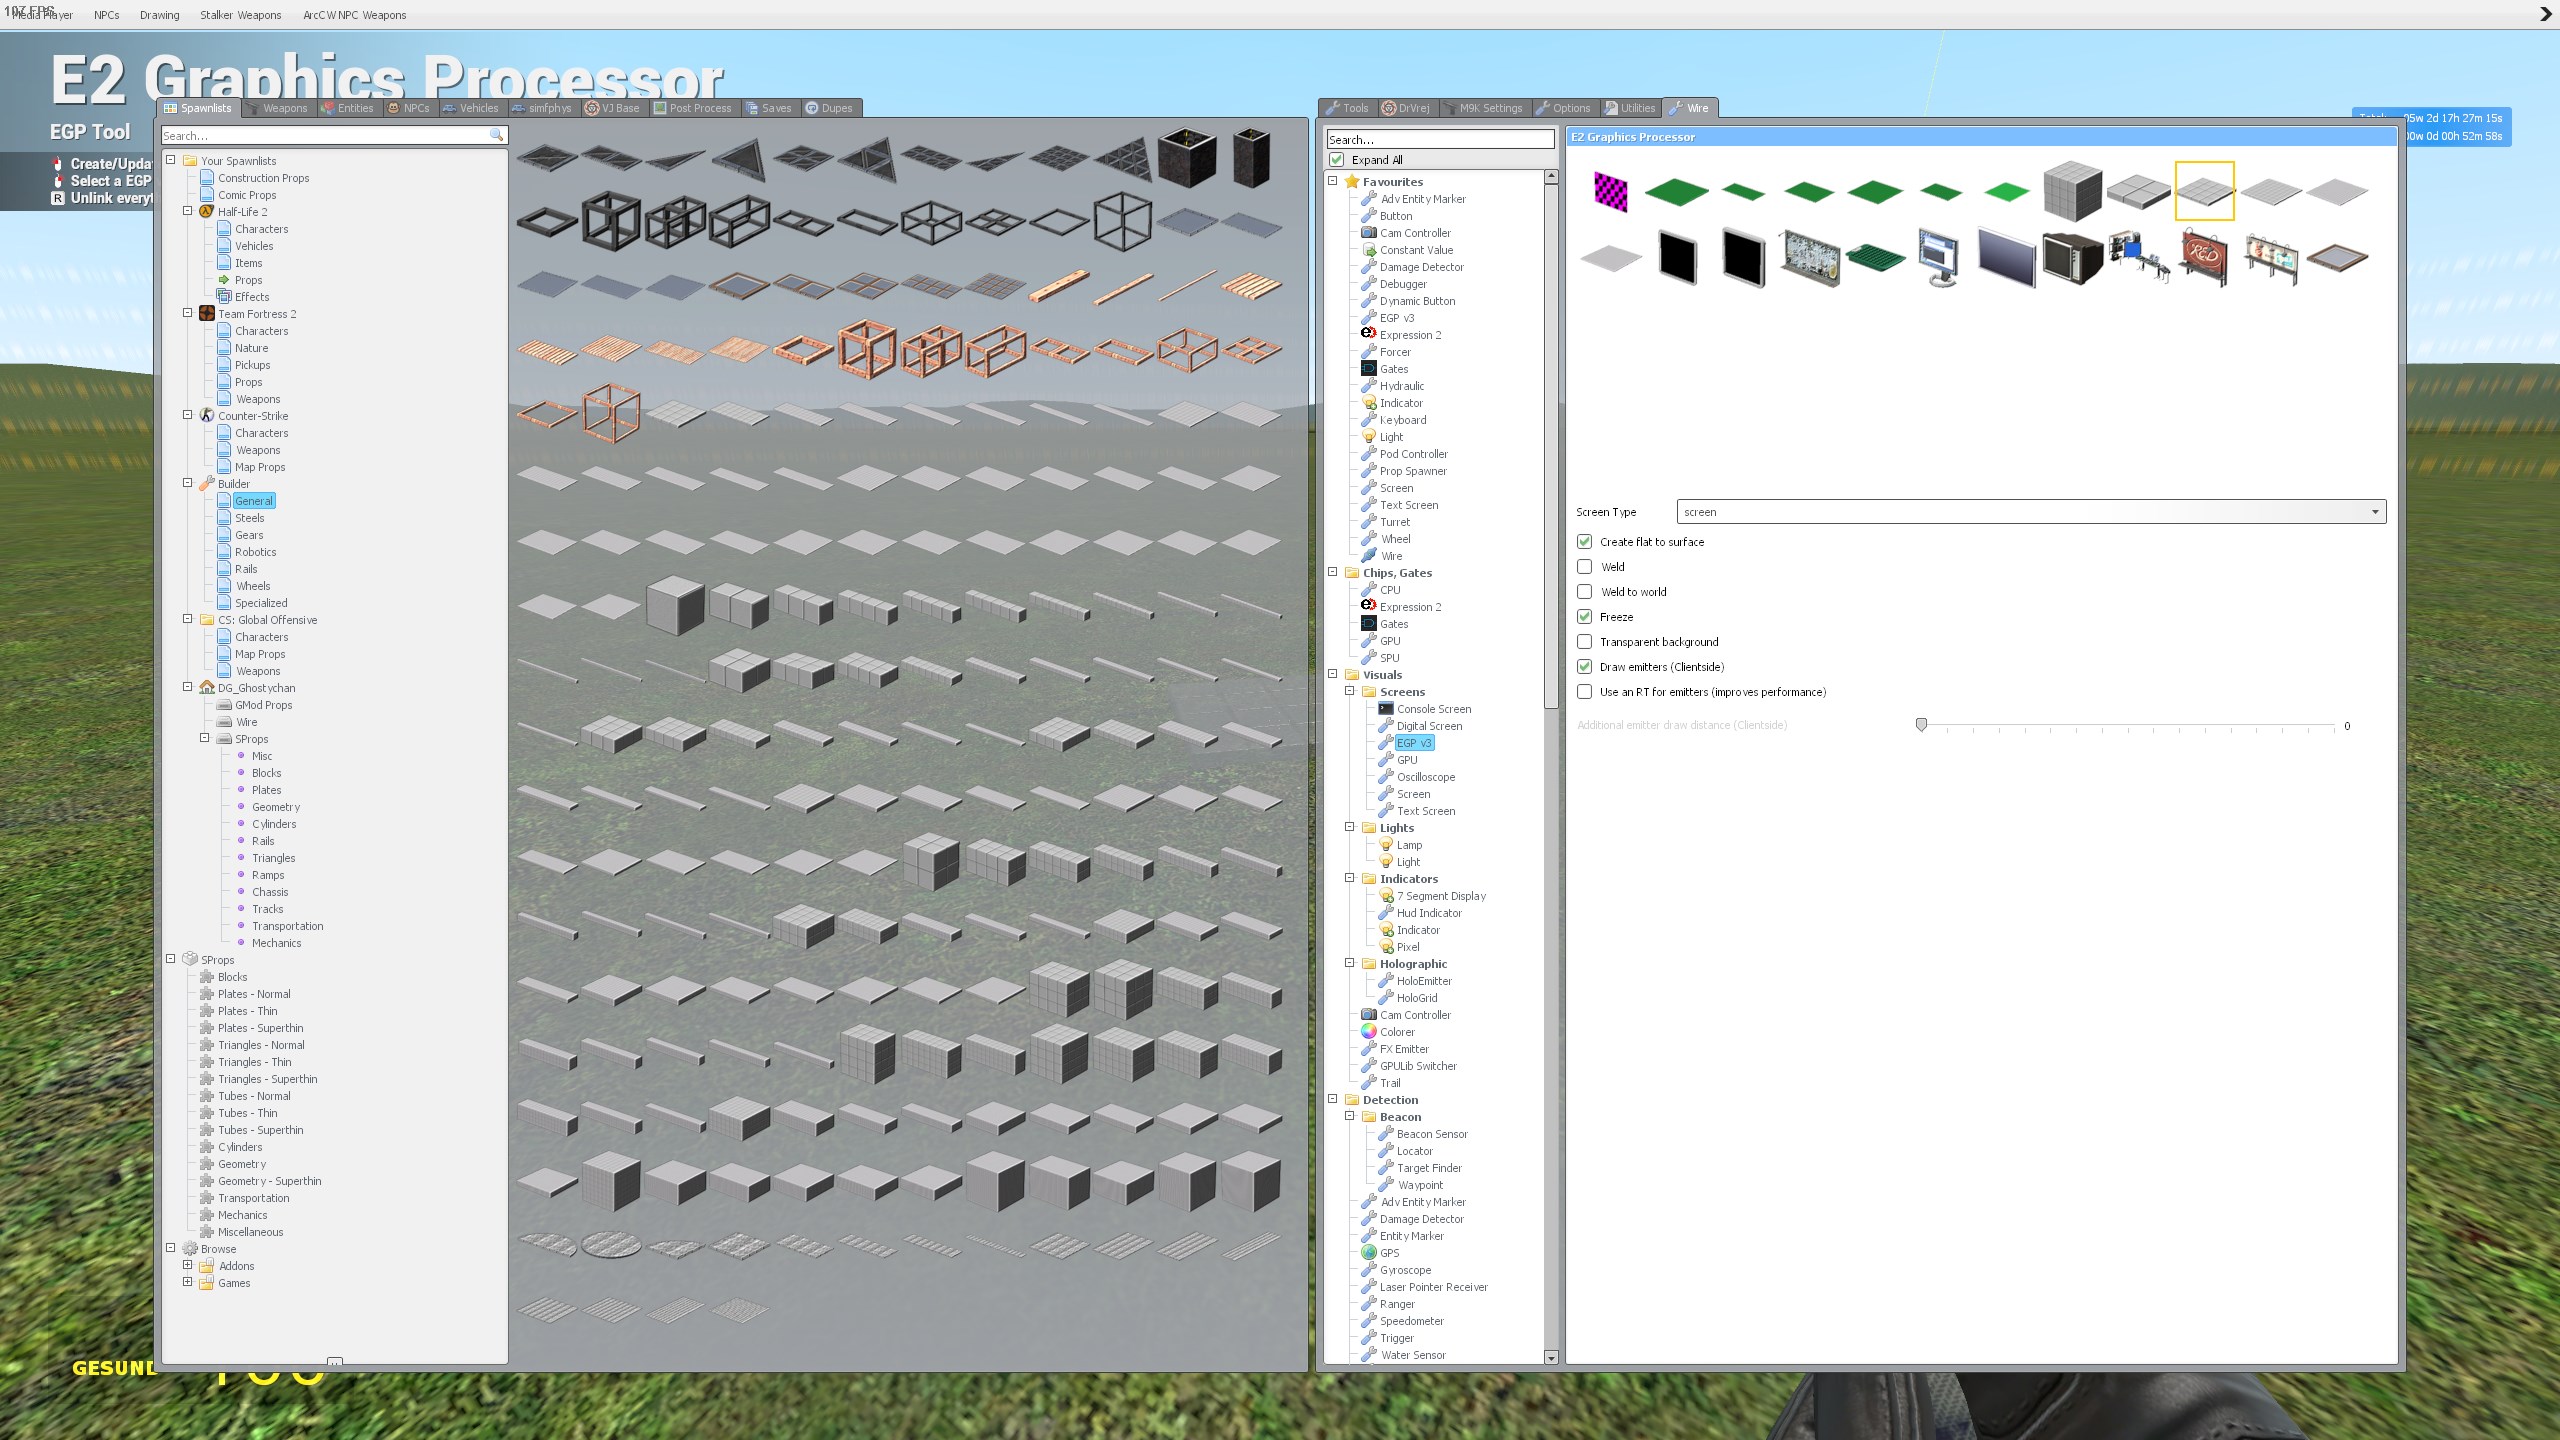 107 FPS
Media Player NPCs Drawing Stalker Weapons ArcCW NPC Weapons
E2 Graphics Processor
EGP Tool
Create/Upda
Select a EGP
R Unlink everyt
Spawnlists Weapons Entities NPCs Vehicles simfphys VJ Base Post Process Saves Dupes
Search...
Your Spawnlists
Construction Props
Comic Props
Half-Life 2
Characters
Vehicles
Items
Props
Effects
Team Fortress 2
Characters
Nature
Pickups
Props
Weapons
Counter-Strike
Characters
Weapons
Map Props
Builder
General
Steels
Gears
Robotics
Rails
Wheels
Specialized
CS: Global Offensive
Characters
Map Props
Weapons
DG_Ghostychan
GMod Props
Wire
SProps
Misc
Blocks
Plates
Geometry
Cylinders
Rails
Triangles
Ramps
Chassis
Tracks
Transportation
Mechanics
SProps
Blocks
Plates - Normal
Plates - Thin
Plates - Superthin
Triangles - Normal
Triangles - Thin
Triangles - Superthin
Tubes - Normal
Tubes - Thin
Tubes - Superthin
Cylinders
Geometry
Geometry - Superthin
Transportation
Mechanics
Miscellaneous
Browse
Addons
Games
GESUND
Tools DrVrej M9K Settings Options Utilities Wire
Search...
Expand All
Favourites
Adv Entity Marker
Button
Cam Controller
Constant Value
Damage Detector
Debugger
Dynamic Button
EGP v3
Expression 2
Forcer
Gates
Hydraulic
Indicator
Keyboard
Light
Pod Controller
Prop Spawner
Screen
Text Screen
Turret
Wheel
Wire
Chips, Gates
CPU
Expression 2
Gates
GPU
SPU
Visuals
Screens
Console Screen
Digital Screen
EGP v3
GPU
Oscilloscope
Screen
Text Screen
Lights
Lamp
Light
Indicators
7 Segment Display
Hud Indicator
Indicator
Pixel
Holographic
HoloEmitter
HoloGrid
Cam Controller
Colorer
FX Emitter
GPULib Switcher
Trail
Detection
Beacon
Beacon Sensor
Locator
Target Finder
Waypoint
Adv Entity Marker
Damage Detector
Entity Marker
GPS
Gyroscope
Laser Pointer Receiver
Ranger
Speedometer
Trigger
Water Sensor
E2 Graphics Processor
RED
Screen Type screen
Create flat to surface
Weld
Weld to world
Freeze
Transparent background
Draw emitters (Clientside)
Use an RT for emitters (improves performance)
Additional emitter draw distance (Clientside) 0
05w 2d 17h 27m 15s
00w 0d 00h 52m 58s